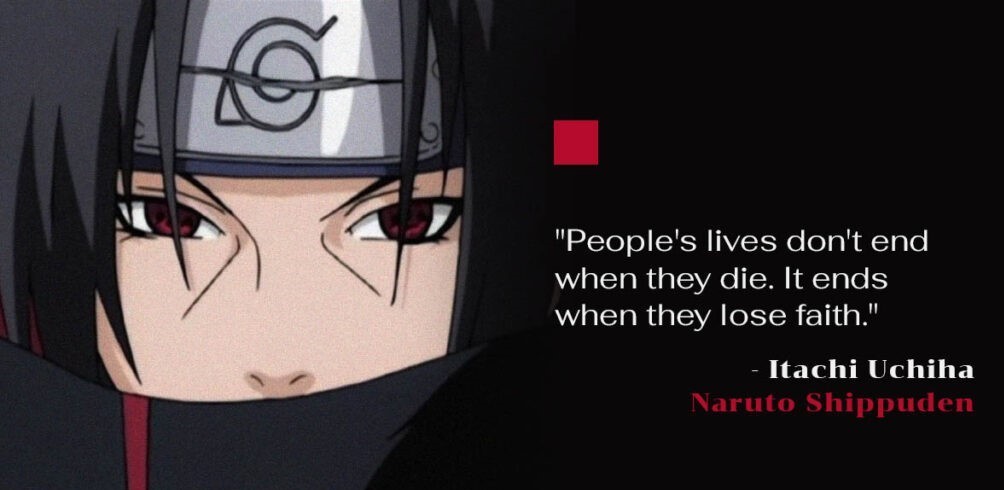 "People's lives don't end
when they die. It ends
when they lose faith."
- Itachi Uchiha
Naruto Shippuden